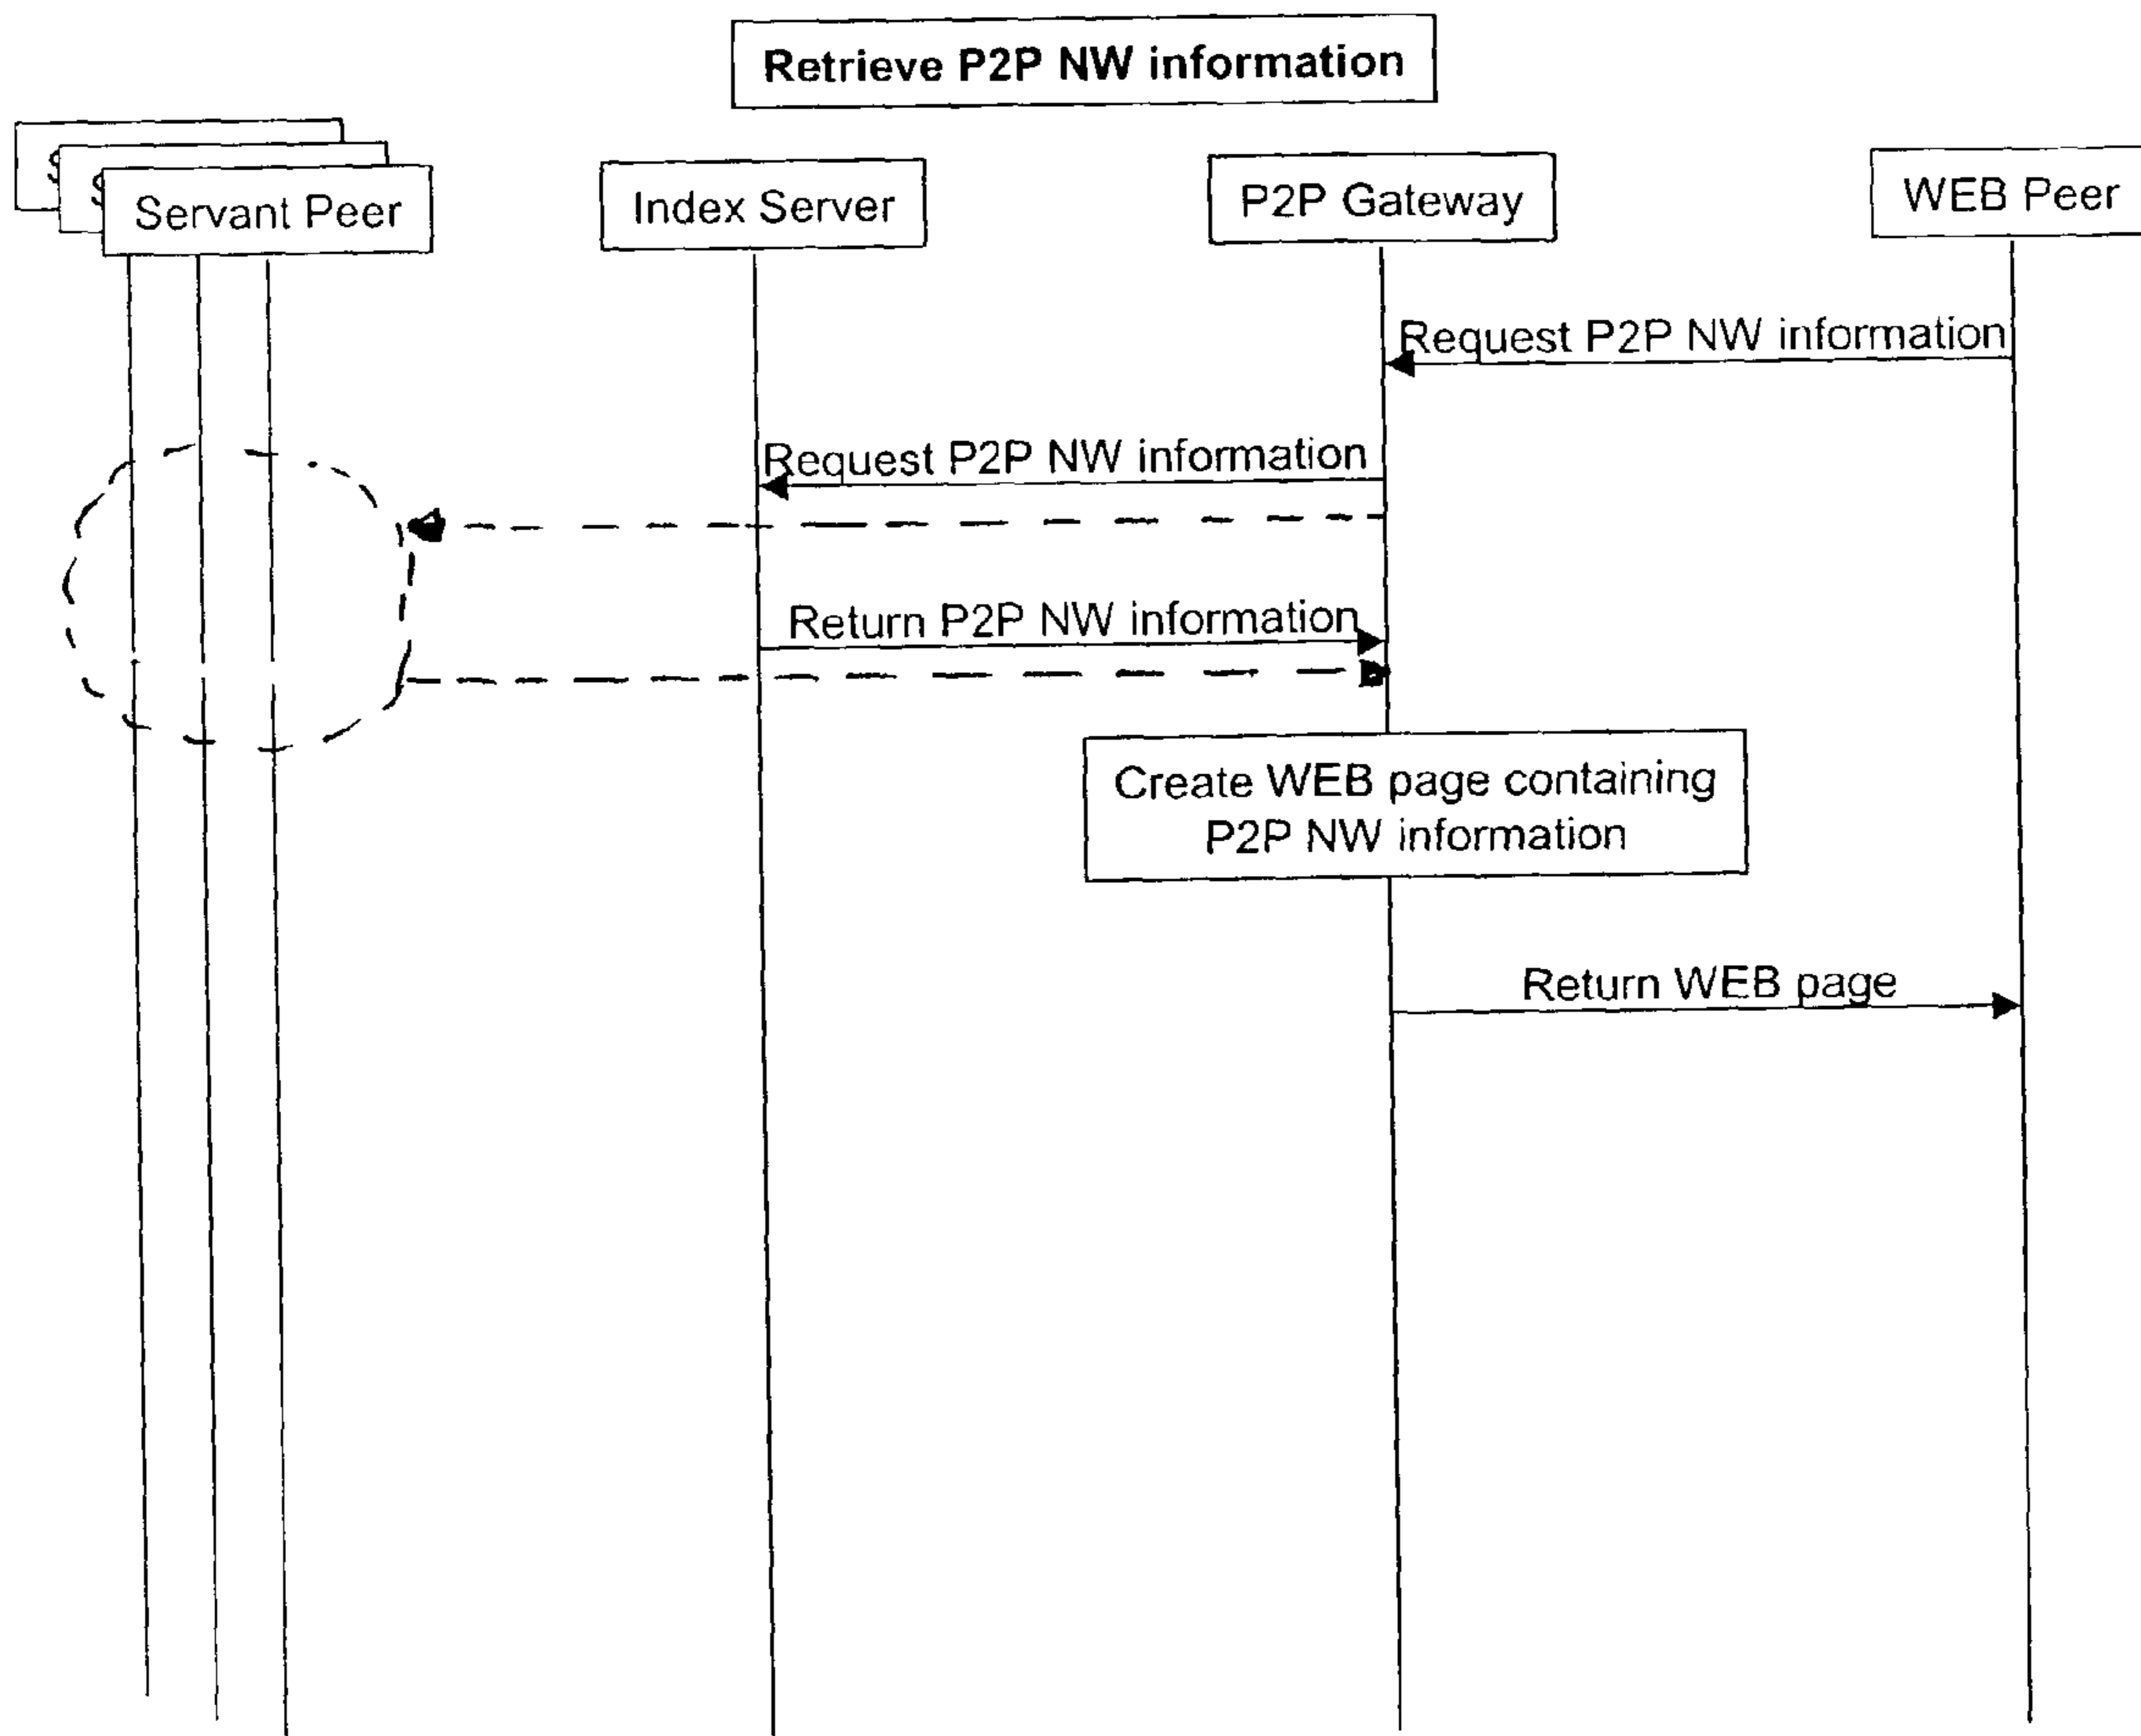 Retrieve P2P NW information
Servant Peer
Index Server
P2P Gateway
WEB Peer
Request P2P NW information
Request P2P NW information
Return P2P NW information
Create WEB page containing
P2P NW information
Return WEB page